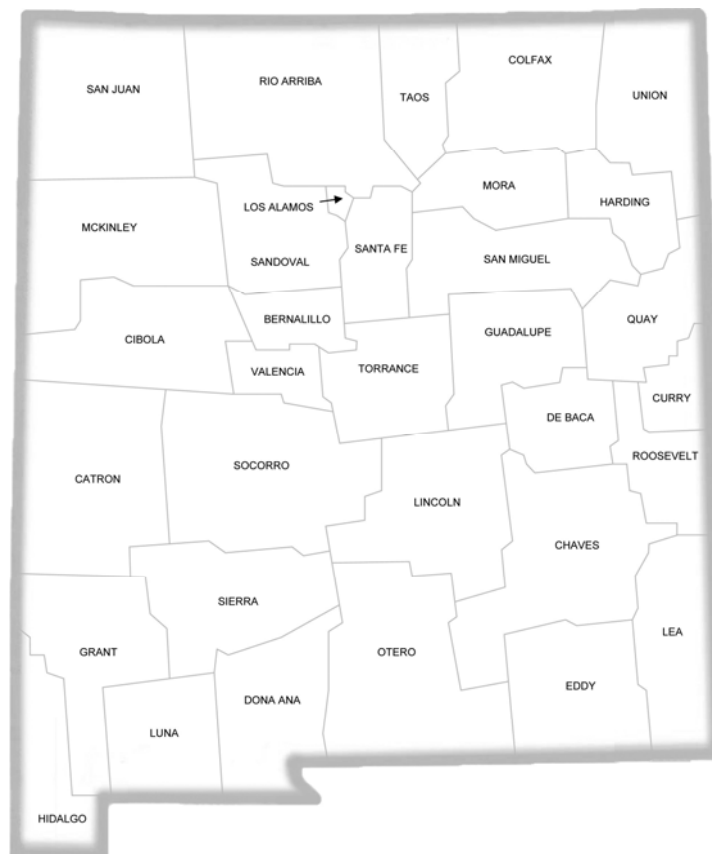 COLFAX
RIO ARRIBA
SAN JUAN
TAOS
UNION
MORA
HARDING
LOS ALAMOS
MCKINLEY
SANTA FE
SANDOVAL
SAN MIGUEL
BERNALILLO
QUAY
GUADALUPE
CIBOLA
VALENCIA
TORRANCE
CURRY
DE BACA
ROOSEVELT
SOCORRO
CATRON
LINCOLN
CHAVES
SIERRA
LEA
GRANT
OTERO
EDDY
DONA ANA
LUNA
HIDALGO